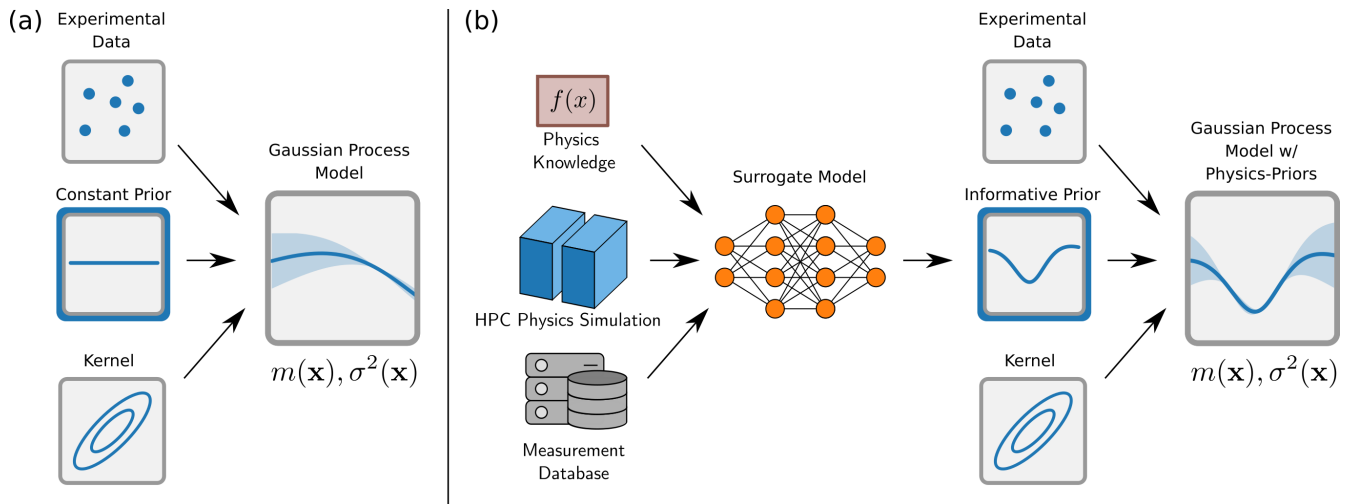 (a)
Experimental
Data
Constant Prior
Kernel
Gaussian Process
Model
m(x), σ²(x)
(b)
f(x)
Physics
Knowledge
HPC Physics Simulation
Measurement
Database
Surrogate Model
Experimental
Data
Informative Prior
Kernel
Gaussian Process
Model w/
Physics-Priors
m(x), σ²(x)